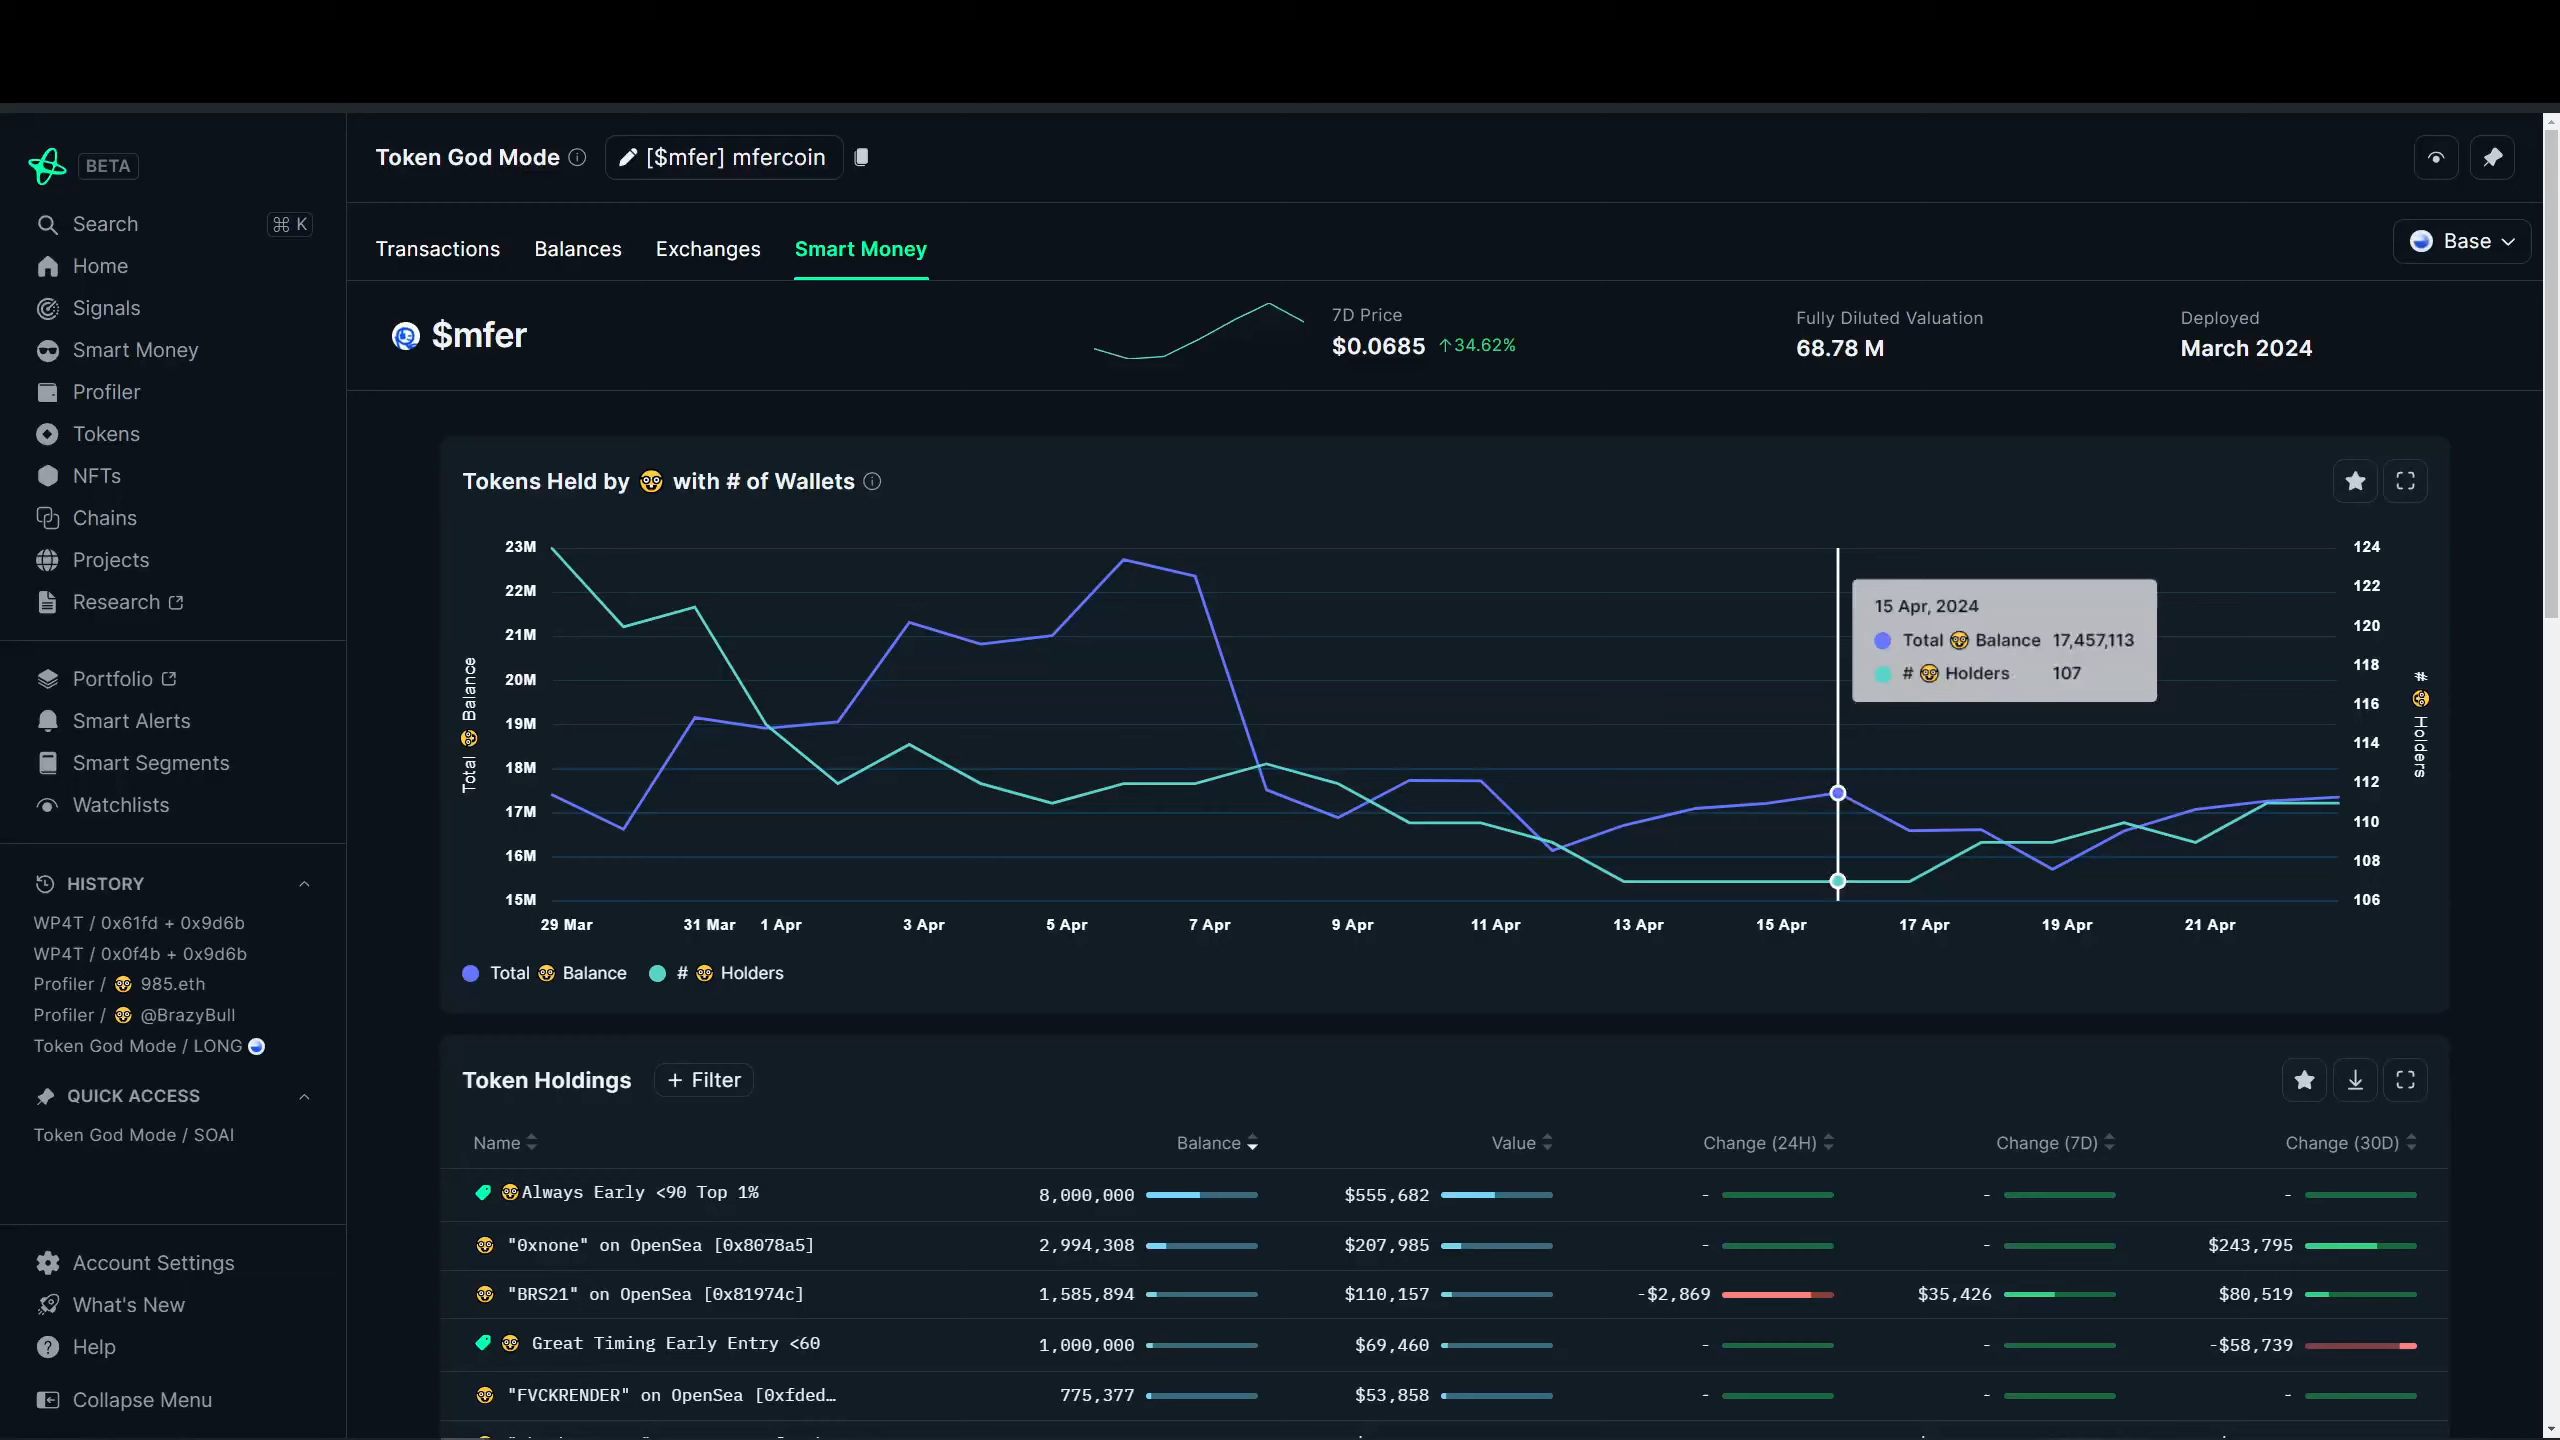 BETA
Search ⌘ K
Home
Signals
Smart Money
Profiler
Tokens
NFTs
Chains
Projects
Research
Portfolio
Smart Alerts
Smart Segments
Watchlists
HISTORY
WP4T / 0x61fd + 0x9d6b
WP4T / 0x0f4b + 0x9d6b
Profiler / 🤓 985.eth
Profiler / 🤓 @BrazyBull
Token God Mode / LONG
QUICK ACCESS
Token God Mode / SOAI
Account Settings
What's New
Help
Collapse Menu
Token God Mode [$mfer] mfercoin
Transactions Balances Exchanges Smart Money Base
$mfer
7D Price
$0.0685 ↑34.62%
Fully Diluted Valuation
68.78 M
Deployed
March 2024
Tokens Held by 🤓 with # of Wallets
Total 🤓 Balance
23M
22M
21M
20M
19M
18M
17M
16M
15M
124
122
120
118
116
114
112
110
108
106
# 🤓 Holders
15 Apr, 2024
Total 🤓 Balance 17,457,113
# 🤓 Holders 107
29 Mar 31 Mar 1 Apr 3 Apr 5 Apr 7 Apr 9 Apr 11 Apr 13 Apr 15 Apr 17 Apr 19 Apr 21 Apr
Total 🤓 Balance # 🤓 Holders
Token Holdings + Filter
Name Balance Value Change (24H) Change (7D) Change (30D)
🤓Always Early <90 Top 1% 8,000,000 $555,682 - - -
🤓 "0xnone" on OpenSea [0x8078a5] 2,994,308 $207,985 - - $243,795
🤓 "BRS21" on OpenSea [0x81974c] 1,585,894 $110,157 -$2,869 $35,426 $80,519
🤓 Great Timing Early Entry <60 1,000,000 $69,460 - - -$58,739
🤓 "FVCKRENDER" on OpenSea [0xfded… 775,377 $53,858 - - -